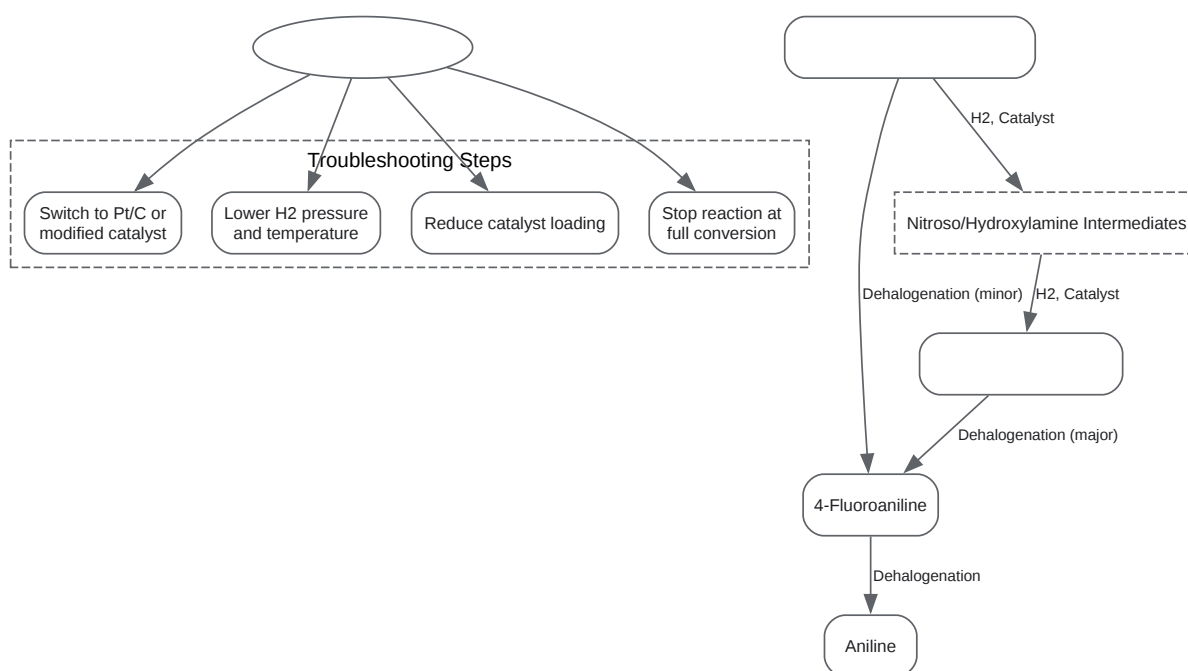 Troubleshooting Steps
Switch to Pt/C or
modified catalyst
Lower H2 pressure
and temperature
Reduce catalyst loading
Stop reaction at
full conversion
H2, Catalyst
Nitroso/Hydroxylamine Intermediates
Dehalogenation (minor)
H2, Catalyst
Dehalogenation (major)
4-Fluoroaniline
Dehalogenation
Aniline